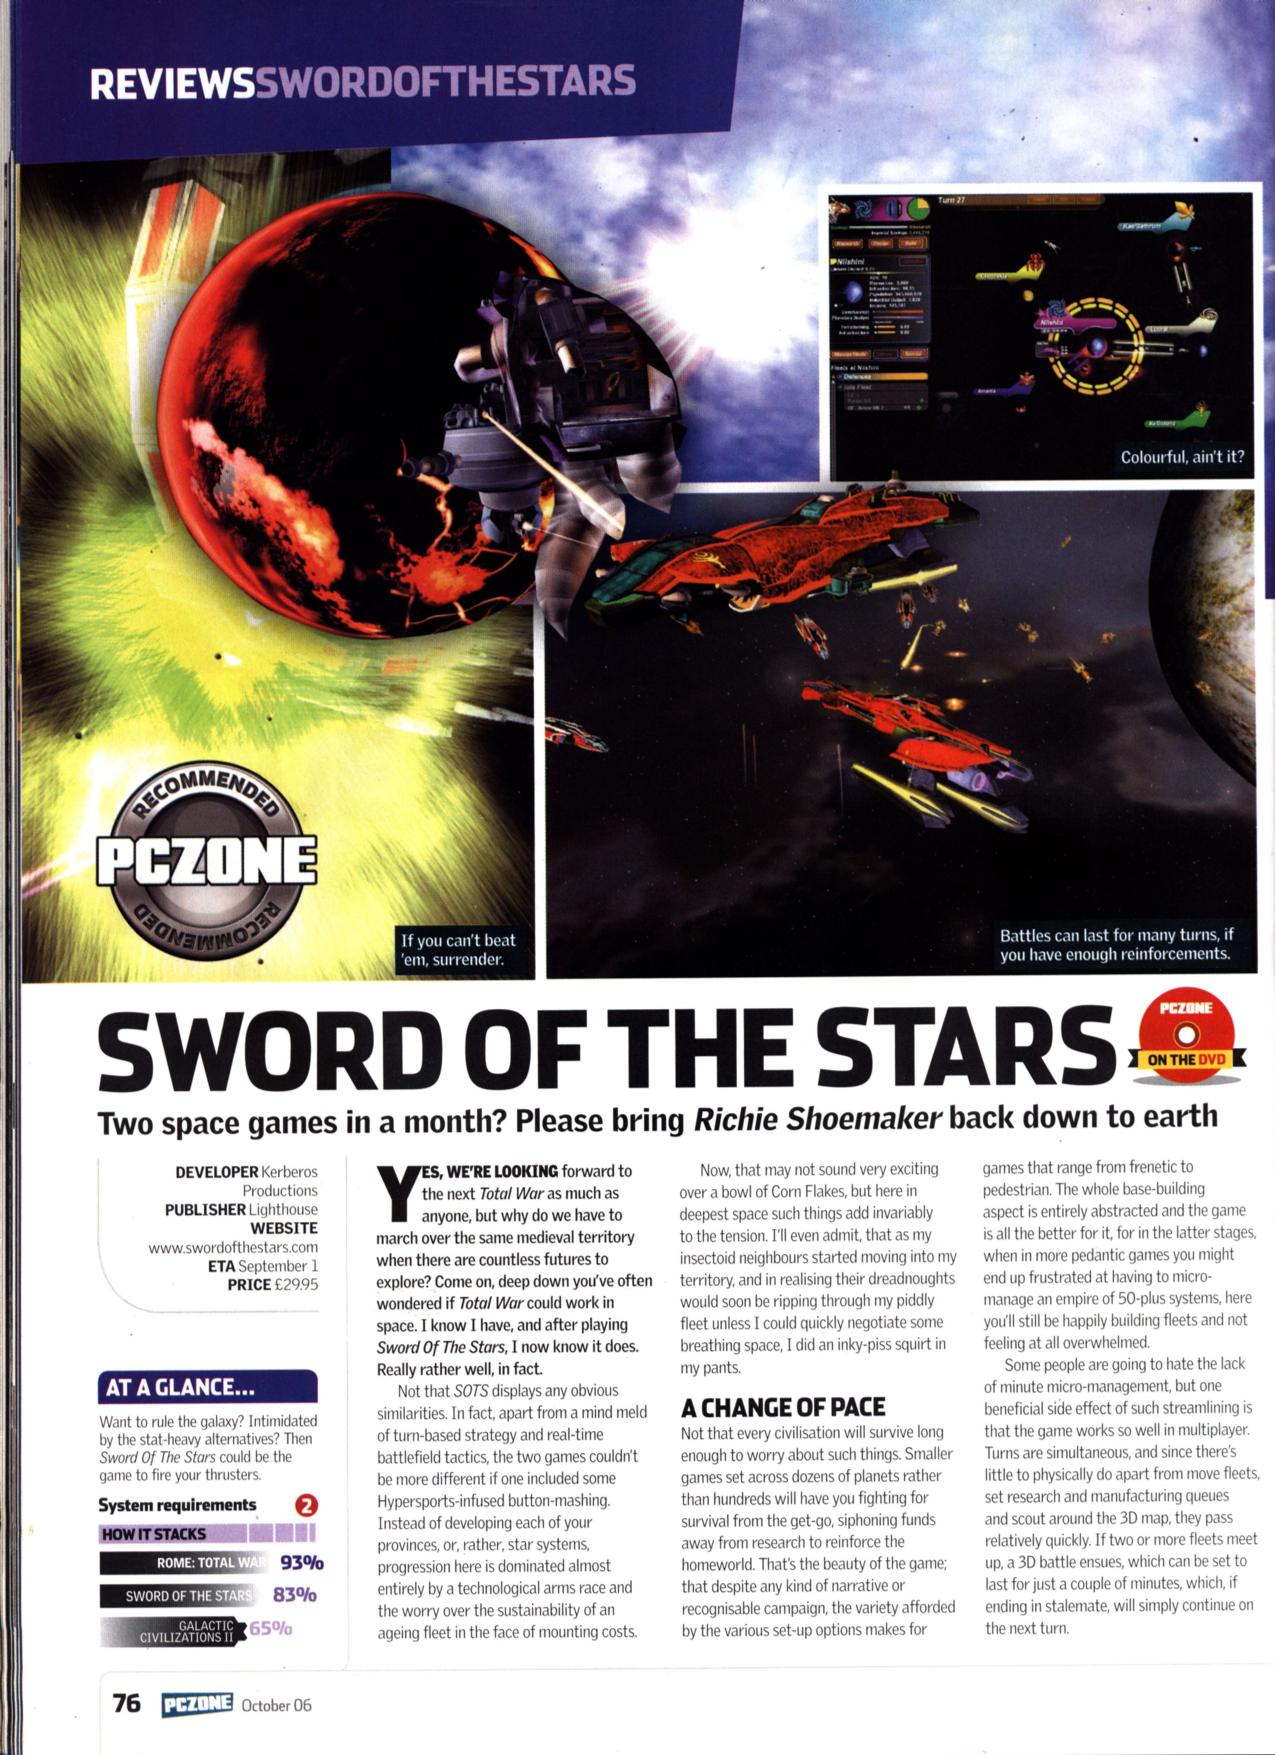 REVIEWSSWORDOFTHESTARS
Turn 27
Niishini
Colourful, ain't it?
RECOMMENDED
PCZONE
RECOMMENDED
If you can't beat
'em, surrender.
Battles can last for many turns, if
you have enough reinforcements.
SWORD OF THE STARS
PCZONE
ON THE DVD
Two space games in a month? Please bring Richie Shoemaker back down to earth
DEVELOPER Kerberos
Productions
PUBLISHER Lighthouse
WEBSITE
www.swordofthestars.com
ETA September 1
PRICE £29.95
AT A GLANCE...
Want to rule the galaxy? Intimidated
by the stat-heavy alternatives? Then
Sword Of The Stars could be the
game to fire your thrusters.
System requirements 2
HOW IT STACKS
ROME: TOTAL WAR 93%
SWORD OF THE STARS 83%
GALACTIC
CIVILIZATIONS II 65%
YES, WE'RE LOOKING forward to
the next Total War as much as
anyone, but why do we have to
march over the same medieval territory
when there are countless futures to
explore? Come on, deep down you've often
wondered if Total War could work in
space. I know I have, and after playing
Sword Of The Stars, I now know it does.
Really rather well, in fact.
Not that SOTS displays any obvious
similarities. In fact, apart from a mind meld
of turn-based strategy and real-time
battlefield tactics, the two games couldn't
be more different if one included some
Hypersports-infused button-mashing.
Instead of developing each of your
provinces, or, rather, star systems,
progression here is dominated almost
entirely by a technological arms race and
the worry over the sustainability of an
ageing fleet in the face of mounting costs.
Now, that may not sound very exciting
over a bowl of Corn Flakes, but here in
deepest space such things add invariably
to the tension. I'll even admit, that as my
insectoid neighbours started moving into my
territory, and in realising their dreadnoughts
would soon be ripping through my piddly
fleet unless I could quickly negotiate some
breathing space, I did an inky-piss squirt in
my pants.
A CHANGE OF PACE
Not that every civilisation will survive long
enough to worry about such things. Smaller
games set across dozens of planets rather
than hundreds will have you fighting for
survival from the get-go, siphoning funds
away from research to reinforce the
homeworld. That's the beauty of the game;
that despite any kind of narrative or
recognisable campaign, the variety afforded
by the various set-up options makes for
games that range from frenetic to
pedestrian. The whole base-building
aspect is entirely abstracted and the game
is all the better for it, for in the latter stages,
when in more pedantic games you might
end up frustrated at having to micro-
manage an empire of 50-plus systems, here
you'll still be happily building fleets and not
feeling at all overwhelmed.
Some people are going to hate the lack
of minute micro-management, but one
beneficial side effect of such streamlining is
that the game works so well in multiplayer.
Turns are simultaneous, and since there's
little to physically do apart from move fleets,
set research and manufacturing queues
and scout around the 3D map, they pass
relatively quickly. If two or more fleets meet
up, a 3D battle ensues, which can be set to
last for just a couple of minutes, which, if
ending in stalemate, will simply continue on
the next turn.
76 PCZONE October 06